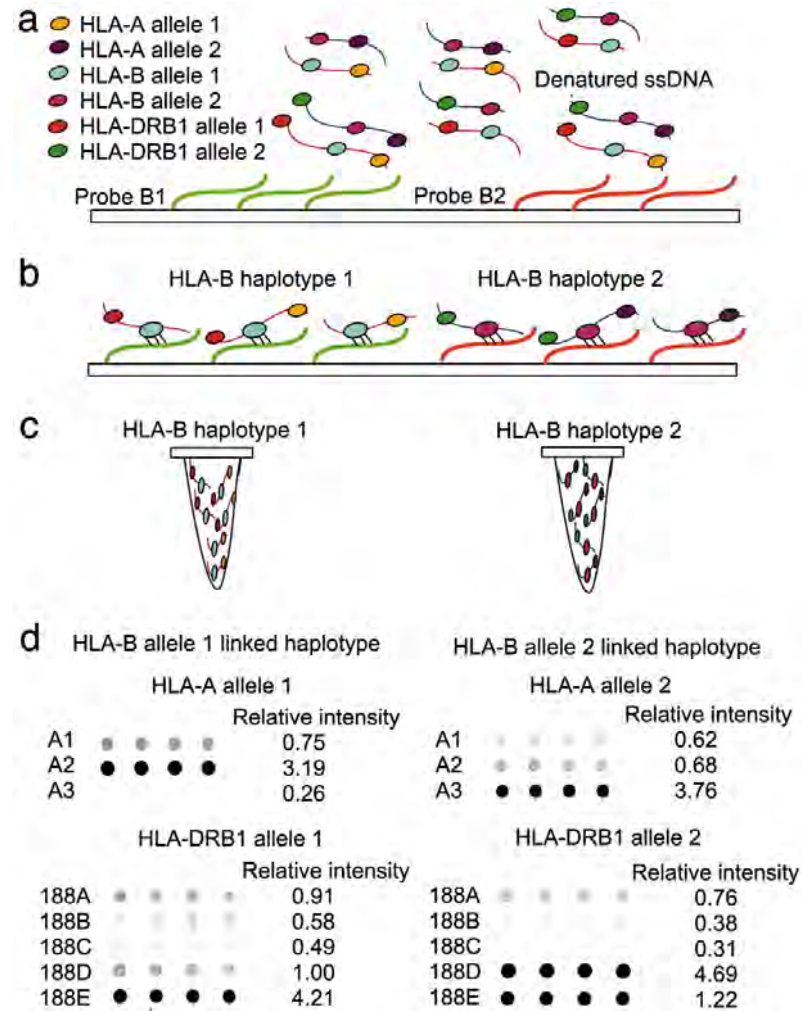 a
HLA-A allele 1
HLA-A allele 2
HLA-B allele 1
HLA-B allele 2
HLA-DRB1 allele 1
HLA-DRB1 allele 2
Denatured ssDNA
Probe B1
Probe B2
b
HLA-B haplotype 1
HLA-B haplotype 2
c
HLA-B haplotype 1
HLA-B haplotype 2
d
HLA-B allele 1 linked haplotype
HLA-A allele 1
Relative intensity
A1 0.75
A2 3.19
A3 0.26
HLA-DRB1 allele 1
Relative intensity
188A 0.91
188B 0.58
188C 0.49
188D 1.00
188E 4.21
HLA-B allele 2 linked haplotype
HLA-A allele 2
Relative intensity
A1 0.62
A2 0.68
A3 3.76
HLA-DRB1 allele 2
Relative intensity
188A 0.76
188B 0.38
188C 0.31
188D 4.69
188E 1.22